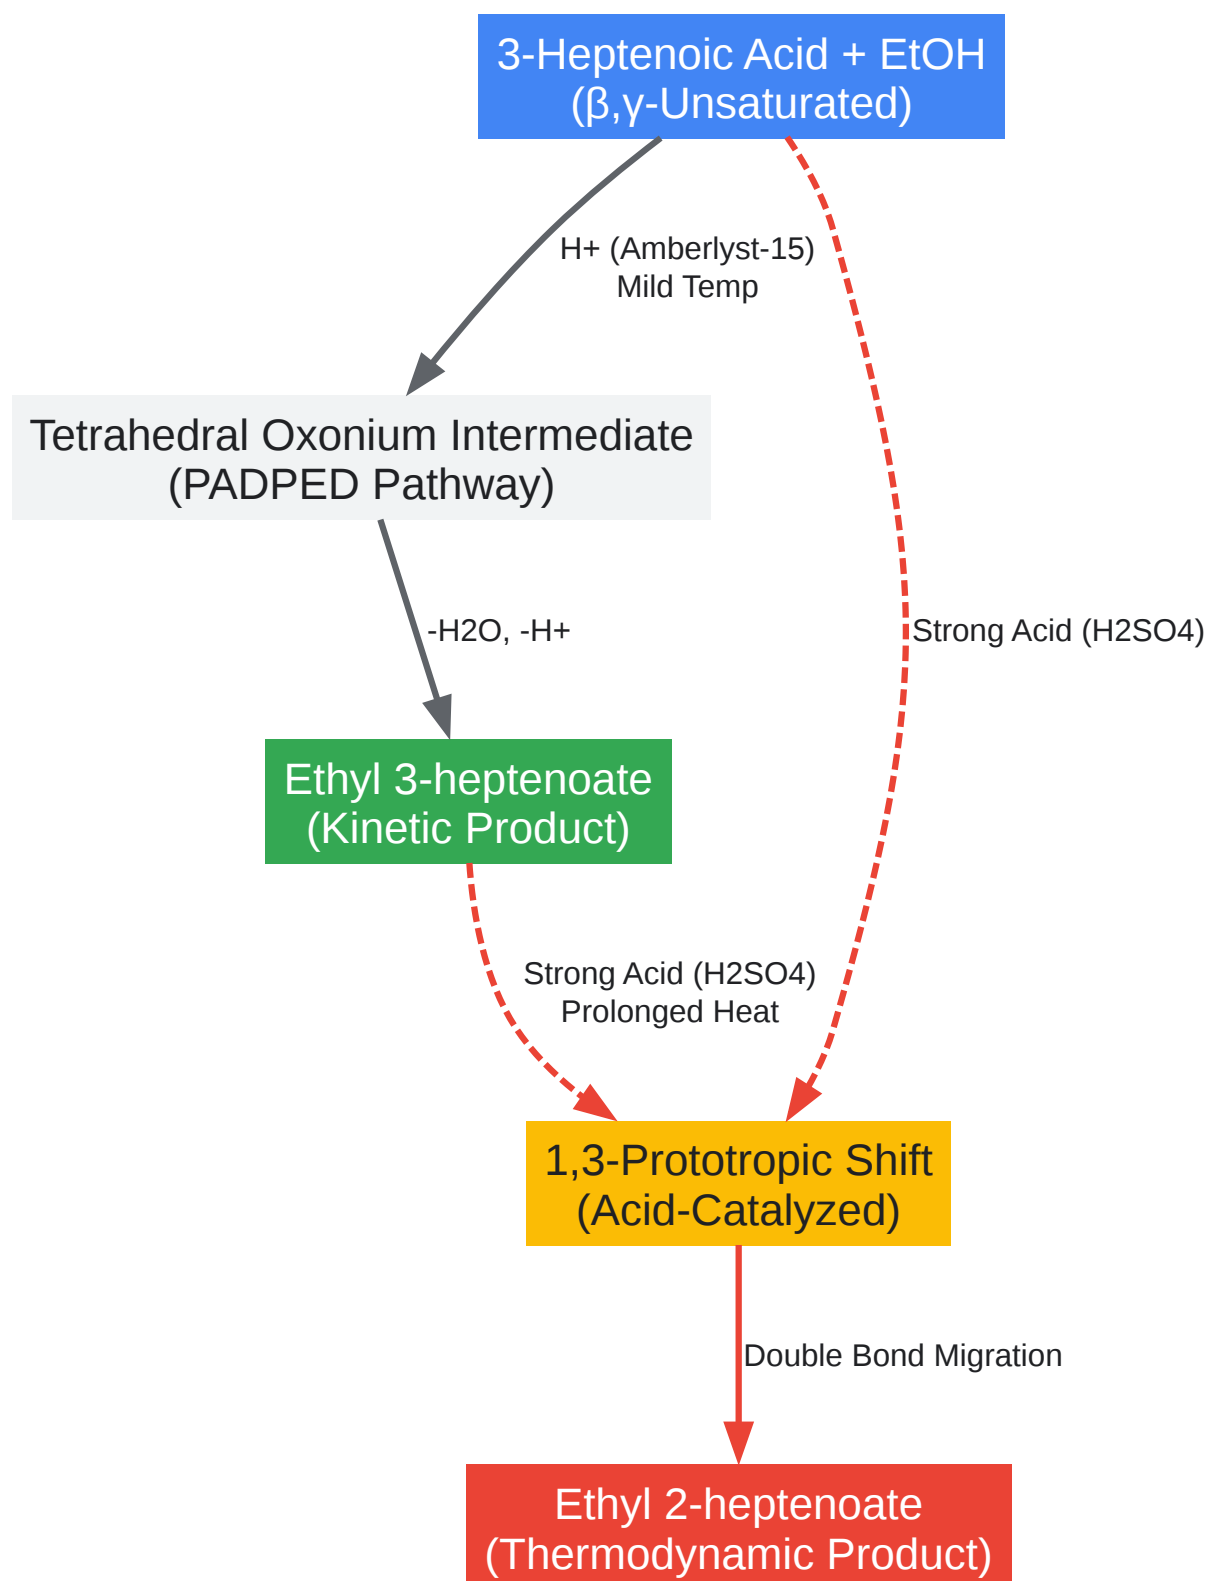 3-Heptenoic Acid + EtOH
(β,γ-Unsaturated)
H+ (Amberlyst-15)
Mild Temp
Tetrahedral Oxonium Intermediate
(PADPED Pathway)
-H2O, -H+
Strong Acid (H2SO4)
Ethyl 3-heptenoate
(Kinetic Product)
Strong Acid (H2SO4)
Prolonged Heat
1,3-Prototropic Shift
(Acid-Catalyzed)
Double Bond Migration
Ethyl 2-heptenoate
(Thermodynamic Product)